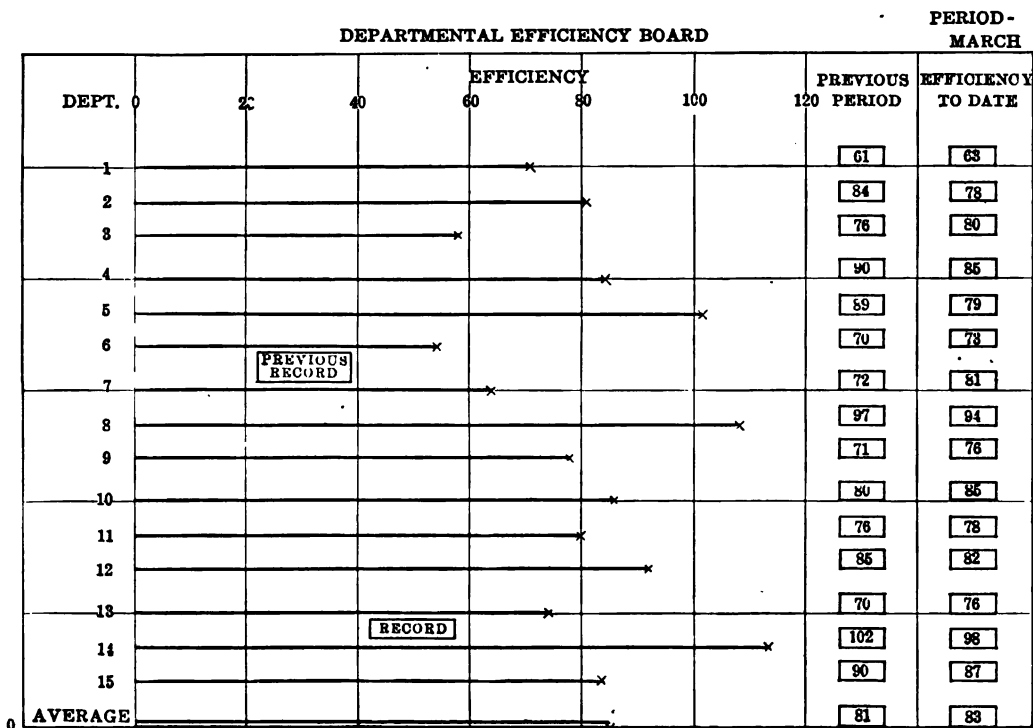 PERIOD-
DEPARTMENTAL EFFICIENCY BOARD
MARCH
EFFICIENCY
PREVIOUS EFFICIENCY
DEPT. 0 20 40 60 80 100 120 PERIOD TO DATE
1 61 63
2 84 78
3 76 80
4 90 85
5 89 79
6 70 73
PREVIOUS
RECORD
7 72 81
8 97 94
9 71 76
10 80 85
11 76 78
12 85 82
13 70 76
RECORD
14 102 98
15 90 87
0 AVERAGE 81 83